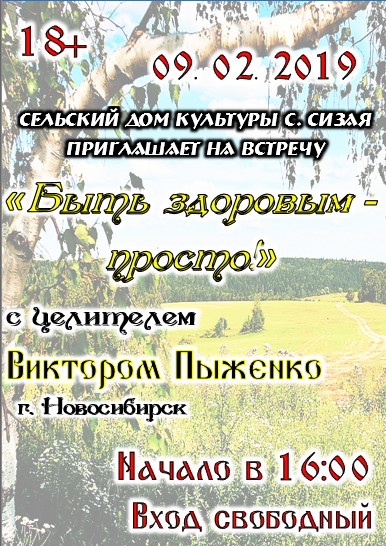 18+
09. 02. 2019
СЕЛЬСКИЙ ДОМ КУЛЬТУРЫ С. СИЗАЯ
ПРИГЛАШАЕТ НА ВСТРЕЧУ
«Быть здоровым -
просто!»
с целителем
Виктором Пыженко
г. Новосибирск
Начало в 16:00
Вход свободный